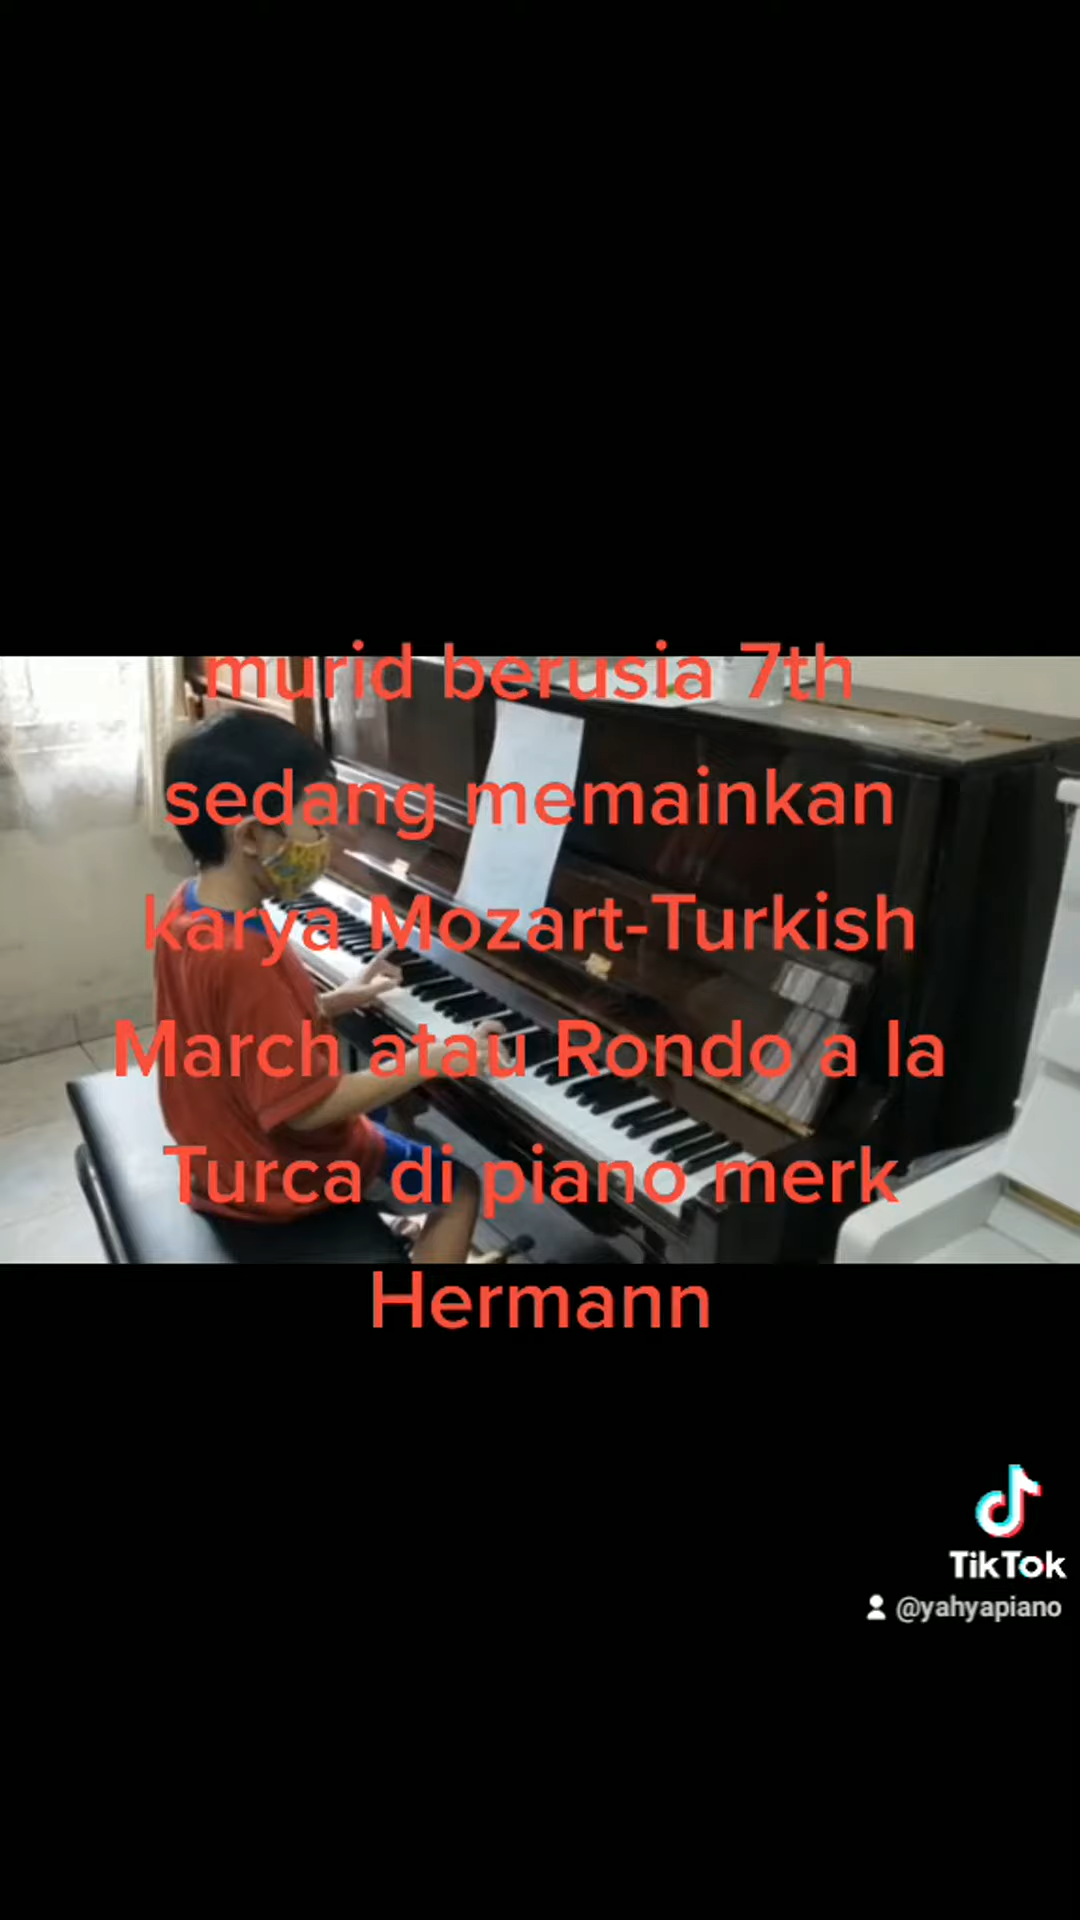 murid berusia 7th
sedang memainkan
karya Mozart-Turkish
March atau Rondo a la
Turca di piano merk
Hermann
TikTok
@yahyapiano